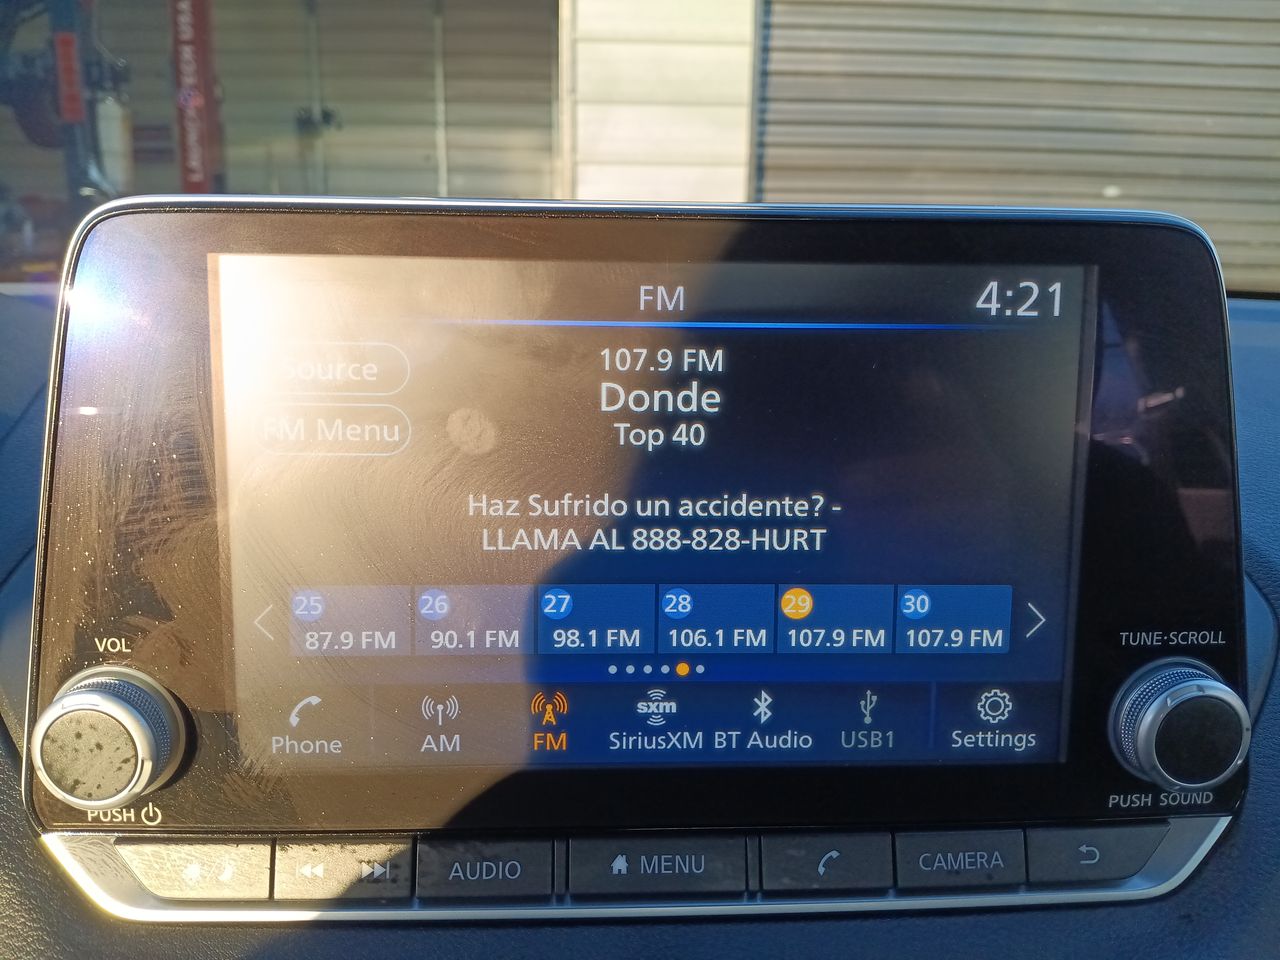 LAUNCH TECH USA
FM
4:21
Source
FM Menu
107.9 FM
Donde
Top 40
Haz Sufrido un accidente? -
LLAMA AL 888-828-HURT
25
87.9 FM
26
90.1 FM
27
98.1 FM
28
106.1 FM
29
107.9 FM
30
107.9 FM
Phone
AM
FM
sxm
SiriusXM
BT Audio
USB1
Settings
VOL
PUSH
TUNE·SCROLL
PUSH SOUND
AUDIO
MENU
CAMERA